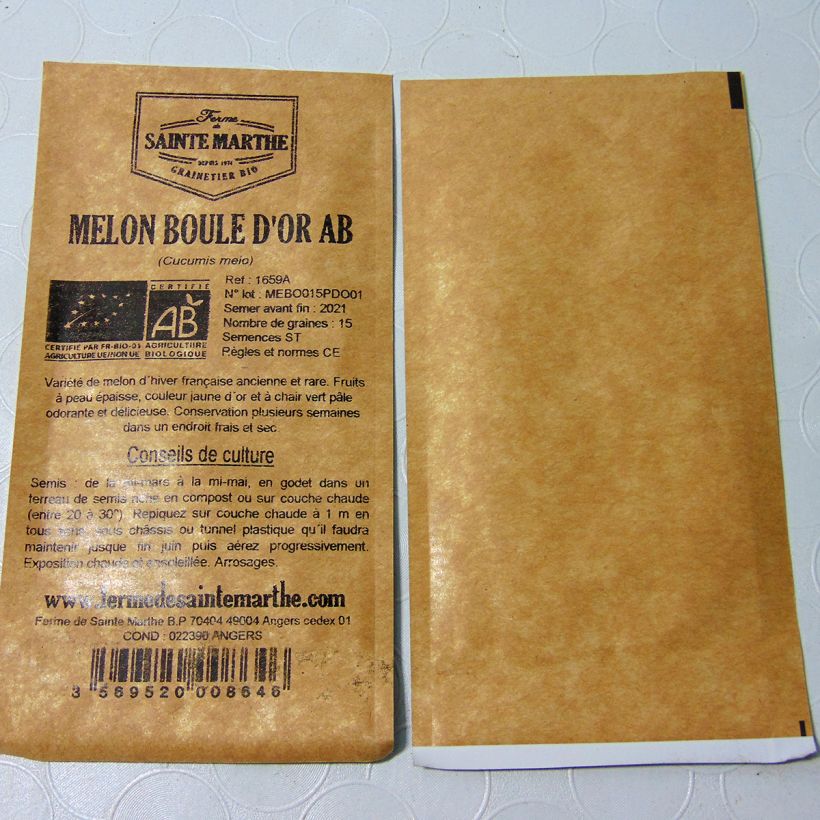 Ferme
de
SAINTE MARTHE
DEPUIS 1974
GRAINETIER BIO
MELON BOULE D'OR AB
(Cucumis melo)
CERTIFIÉ
AB
CERTIFIÉ PAR FR-BIO-01 AGRICULTURE
AGRICULTURE UE/NON UE BIOLOGIQUE
Ref : 1659A
N° lot : MEBO015PDO01
Semer avant fin : 2021
Nombre de graines : 15
Semences ST
Règles et normes CE
Variété de melon d'hiver française ancienne et rare. Fruits
à peau épaisse, couleur jaune d'or et à chair vert pâle
odorante et délicieuse. Conservation plusieurs semaines
dans un endroit frais et sec
Conseils de culture
Semis : de la mi-mars à la mi-mai, en godet dans un
terreau de semis riche en compost ou sur couche chaude
(entre 20 à 30°). Repiquez sur couche chaude à 1 m en
tous sens, sous châssis ou tunnel plastique qu'il faudra
maintenir jusque fin juin puis aérez progressivement.
Exposition chaude et ensoleillée. Arrosages.
www.fermedesaintemarthe.com
Ferme de Sainte Marthe B.P 70404 49004 Angers cedex 01
COND : 022390 ANGERS
3 569520 008646